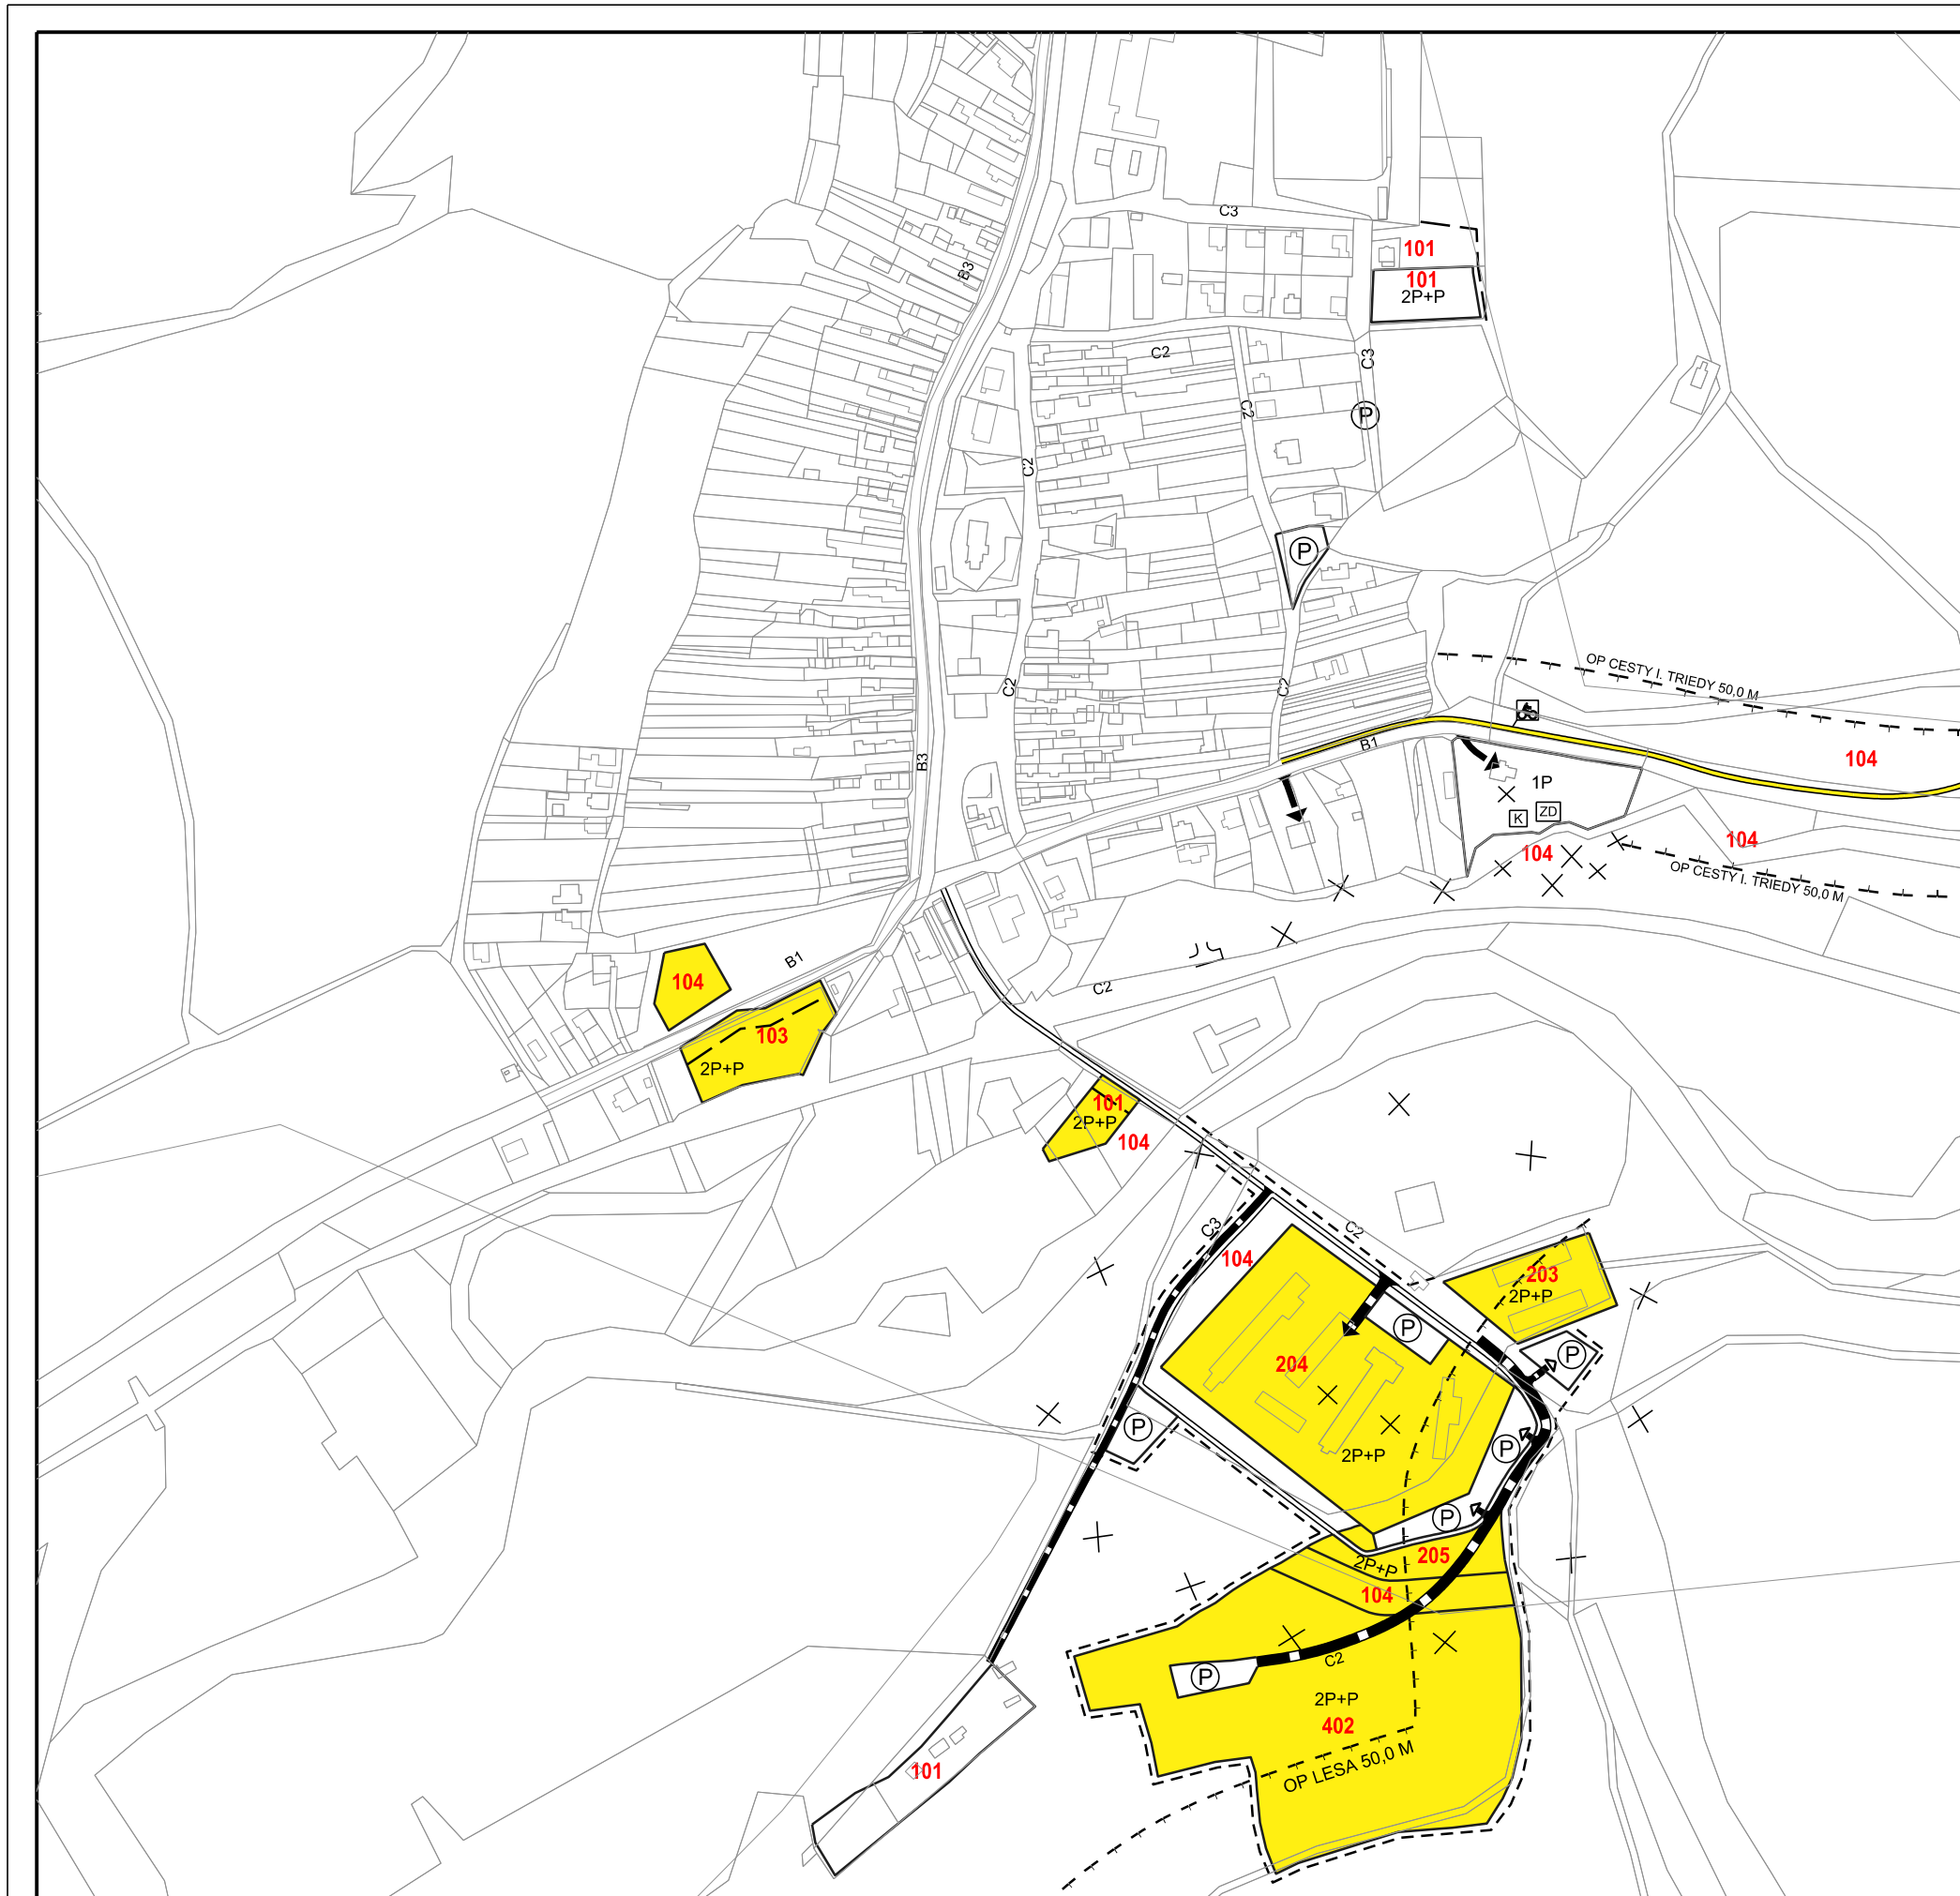 C3
101
B3
101
2P+P
C2
C3
C2
P
C2
P
OP CESTY I. TRIEDY 50,0 M
C2
C2
B1
B3
104
1P
ZD
K
104
104
OP CESTY I. TRIEDY 50,0 M
B1
104
C2
103
2P+P
101
2P+P
104
C3
C2
104
203
2P+P
P
204
P
P
2P+P
P
P
205
2P+P
104
C2
P
2P+P
402
OP LESA 50,0 M
101